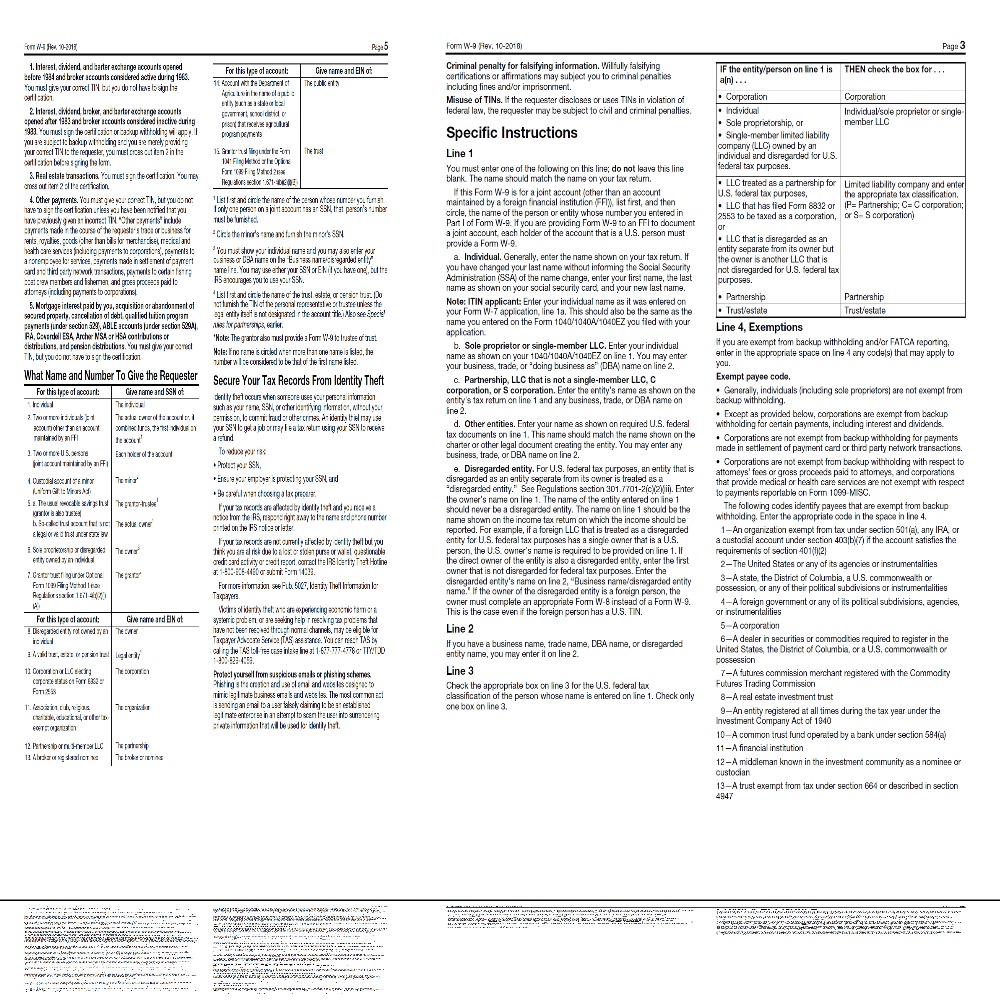 Form W-9 (Rev. 10-2018)
Page 5
1. Interest, dividend, and barter exchange accounts opened
before 1984 and broker accounts considered active during 1983.
You must give your correct TIN, but you do not have to sign the
certification.
2. Interest, dividend, broker, and barter exchange accounts
opened after 1983 and broker accounts considered inactive during
1983. You must sign the certification or backup withholding will apply. If
you are subject to backup withholding and you are merely providing
your correct TIN to the requester, you must cross out item 2 in the
certification before signing the form.
3. Real estate transactions. You must sign the certification. You may
cross out item 2 of the certification.
4. Other payments. You must give your correct TIN, but you do not
have to sign the certification unless you have been notified that you
have previously given an incorrect TIN. "Other payments" include
payments made in the course of the requester's trade or business for
rents, royalties, goods (other than bills for merchandise), medical and
health care services (including payments to corporations), payments to
a nonemployee for services, payments made in settlement of payment
card and third party network transactions, payments to certain fishing
boat crew members and fishermen, and gross proceeds paid to
attorneys (including payments to corporations).
5. Mortgage interest paid by you, acquisition or abandonment of
secured property, cancellation of debt, qualified tuition program
payments (under section 529), ABLE accounts (under section 529A),
IRA, Coverdell ESA, Archer MSA or HSA contributions or
distributions, and pension distributions. You must give your correct
TIN, but you do not have to sign the certification.
What Name and Number To Give the Requester
For this type of account: Give name and SSN of:
1. Individual The individual
2. Two or more individuals (joint The actual owner of the account or, if
account) other than an account combined funds, the first individual on
maintained by an FFI the account¹
3. Two or more U.S. persons Each holder of the account
(joint account maintained by an FFI)
4. Custodial account of a minor The minor²
(Uniform Gift to Minors Act)
5. a. The usual revocable savings trust The grantor-trustee¹
(grantor is also trustee)
b. So-called trust account that is not The actual owner¹
a legal or valid trust under state law
6. Sole proprietorship or disregarded The owner³
entity owned by an individual
7. Grantor trust filing under Optional The grantor*
Form 1099 Filing Method 1 (see
Regulations section 1.671-4(b)(2)(i)
(A))
For this type of account: Give name and EIN of:
8. Disregarded entity not owned by an The owner
individual
9. A valid trust, estate, or pension trust Legal entity⁴
10. Corporation or LLC electing The corporation
corporate status on Form 8832 or
Form 2553
11. Association, club, religious, The organization
charitable, educational, or other tax-
exempt organization
12. Partnership or multi-member LLC The partnership
13. A broker or registered nominee The broker or nominee
For this type of account: Give name and EIN of:
14. Account with the Department of The public entity
Agriculture in the name of a public
entity (such as a state or local
government, school district, or
prison) that receives agricultural
program payments
15. Grantor trust filing under the Form The trust
1041 Filing Method or the Optional
Form 1099 Filing Method 2 (see
Regulations section 1.671-4(b)(2)(i)(B))
¹ List first and circle the name of the person whose number you furnish.
If only one person on a joint account has an SSN, that person's number
must be furnished.
² Circle the minor's name and furnish the minor's SSN.
³ You must show your individual name and you may also enter your
business or DBA name on the "Business name/disregarded entity"
name line. You may use either your SSN or EIN (if you have one), but the
IRS encourages you to use your SSN.
⁴ List first and circle the name of the trust, estate, or pension trust. (Do
not furnish the TIN of the personal representative or trustee unless the
legal entity itself is not designated in the account title.) Also see Special
rules for partnerships, earlier.
*Note: The grantor also must provide a Form W-9 to trustee of trust.
Note: If no name is circled when more than one name is listed, the
number will be considered to be that of the first name listed.
Secure Your Tax Records From Identity Theft
Identity theft occurs when someone uses your personal information
such as your name, SSN, or other identifying information, without your
permission, to commit fraud or other crimes. An identity thief may use
your SSN to get a job or may file a tax return using your SSN to receive
a refund.
To reduce your risk:
• Protect your SSN,
• Ensure your employer is protecting your SSN, and
• Be careful when choosing a tax preparer.
If your tax records are affected by identity theft and you receive a
notice from the IRS, respond right away to the name and phone number
printed on the IRS notice or letter.
If your tax records are not currently affected by identity theft but you
think you are at risk due to a lost or stolen purse or wallet, questionable
credit card activity or credit report, contact the IRS Identity Theft Hotline
at 1-800-908-4490 or submit Form 14039.
For more information, see Pub. 5027, Identity Theft Information for
Taxpayers.
Victims of identity theft who are experiencing economic harm or a
systemic problem, or are seeking help in resolving tax problems that
have not been resolved through normal channels, may be eligible for
Taxpayer Advocate Service (TAS) assistance. You can reach TAS by
calling the TAS toll-free case intake line at 1-877-777-4778 or TTY/TDD
1-800-829-4059.
Protect yourself from suspicious emails or phishing schemes.
Phishing is the creation and use of email and websites designed to
mimic legitimate business emails and websites. The most common act
is sending an email to a user falsely claiming to be an established
legitimate enterprise in an attempt to scam the user into surrendering
private information that will be used for identity theft.
Form W-9 (Rev. 10-2018)
Page 3
Criminal penalty for falsifying information. Willfully falsifying
certifications or affirmations may subject you to criminal penalties
including fines and/or imprisonment.
Misuse of TINs. If the requester discloses or uses TINs in violation of
federal law, the requester may be subject to civil and criminal penalties.
Specific Instructions
Line 1
You must enter one of the following on this line; do not leave this line
blank. The name should match the name on your tax return.
If this Form W-9 is for a joint account (other than an account
maintained by a foreign financial institution (FFI)), list first, and then
circle, the name of the person or entity whose number you entered in
Part I of Form W-9. If you are providing Form W-9 to an FFI to document
a joint account, each holder of the account that is a U.S. person must
provide a Form W-9.
a. Individual. Generally, enter the name shown on your tax return. If
you have changed your last name without informing the Social Security
Administration (SSA) of the name change, enter your first name, the last
name as shown on your social security card, and your new last name.
Note: ITIN applicant: Enter your individual name as it was entered on
your Form W-7 application, line 1a. This should also be the same as the
name you entered on the Form 1040/1040A/1040EZ you filed with your
application.
b. Sole proprietor or single-member LLC. Enter your individual
name as shown on your 1040/1040A/1040EZ on line 1. You may enter
your business, trade, or "doing business as" (DBA) name on line 2.
c. Partnership, LLC that is not a single-member LLC, C
corporation, or S corporation. Enter the entity's name as shown on the
entity's tax return on line 1 and any business, trade, or DBA name on
line 2.
d. Other entities. Enter your name as shown on required U.S. federal
tax documents on line 1. This name should match the name shown on the
charter or other legal document creating the entity. You may enter any
business, trade, or DBA name on line 2.
e. Disregarded entity. For U.S. federal tax purposes, an entity that is
disregarded as an entity separate from its owner is treated as a
"disregarded entity." See Regulations section 301.7701-2(c)(2)(iii). Enter
the owner's name on line 1. The name of the entity entered on line 1
should never be a disregarded entity. The name on line 1 should be the
name shown on the income tax return on which the income should be
reported. For example, if a foreign LLC that is treated as a disregarded
entity for U.S. federal tax purposes has a single owner that is a U.S.
person, the U.S. owner's name is required to be provided on line 1. If
the direct owner of the entity is also a disregarded entity, enter the first
owner that is not disregarded for federal tax purposes. Enter the
disregarded entity's name on line 2, "Business name/disregarded entity
name." If the owner of the disregarded entity is a foreign person, the
owner must complete an appropriate Form W-8 instead of a Form W-9.
This is the case even if the foreign person has a U.S. TIN.
Line 2
If you have a business name, trade name, DBA name, or disregarded
entity name, you may enter it on line 2.
Line 3
Check the appropriate box on line 3 for the U.S. federal tax
classification of the person whose name is entered on line 1. Check only
one box on line 3.
IF the entity/person on line 1 is THEN check the box for . . .
a(n) . . .
• Corporation Corporation
• Individual Individual/sole proprietor or single-
• Sole proprietorship, or member LLC
• Single-member limited liability
company (LLC) owned by an
individual and disregarded for U.S.
federal tax purposes.
• LLC treated as a partnership for Limited liability company and enter
U.S. federal tax purposes, the appropriate tax classification.
• LLC that has filed Form 8832 or (P= Partnership; C= C corporation;
2553 to be taxed as a corporation, or S= S corporation)
or
• LLC that is disregarded as an
entity separate from its owner but
the owner is another LLC that is
not disregarded for U.S. federal tax
purposes.
• Partnership Partnership
• Trust/estate Trust/estate
Line 4, Exemptions
If you are exempt from backup withholding and/or FATCA reporting,
enter in the appropriate space on line 4 any code(s) that may apply to
you.
Exempt payee code.
• Generally, individuals (including sole proprietors) are not exempt from
backup withholding.
• Except as provided below, corporations are exempt from backup
withholding for certain payments, including interest and dividends.
• Corporations are not exempt from backup withholding for payments
made in settlement of payment card or third party network transactions.
• Corporations are not exempt from backup withholding with respect to
attorneys' fees or gross proceeds paid to attorneys, and corporations
that provide medical or health care services are not exempt with respect
to payments reportable on Form 1099-MISC.
The following codes identify payees that are exempt from backup
withholding. Enter the appropriate code in the space in line 4.
1—An organization exempt from tax under section 501(a), any IRA, or
a custodial account under section 403(b)(7) if the account satisfies the
requirements of section 401(f)(2)
2—The United States or any of its agencies or instrumentalities
3—A state, the District of Columbia, a U.S. commonwealth or
possession, or any of their political subdivisions or instrumentalities
4—A foreign government or any of its political subdivisions, agencies,
or instrumentalities
5—A corporation
6—A dealer in securities or commodities required to register in the
United States, the District of Columbia, or a U.S. commonwealth or
possession
7—A futures commission merchant registered with the Commodity
Futures Trading Commission
8—A real estate investment trust
9—An entity registered at all times during the tax year under the
Investment Company Act of 1940
10—A common trust fund operated by a bank under section 584(a)
11—A financial institution
12—A middleman known in the investment community as a nominee or
custodian
13—A trust exempt from tax under section 664 or described in section
4947